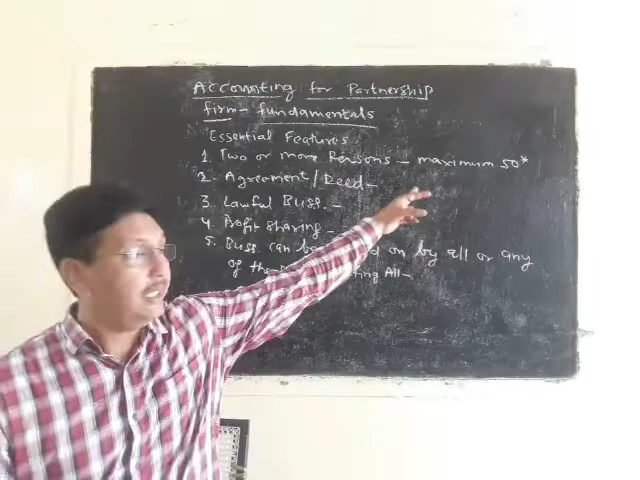 Accounting for Partnership
firm- fundamentals
Essential Features
1. Two or more Persons - maximum 50*
2. Agreement/Deed-
3. Lawful Buss. -
4. Profit sharing -
5. Buss. can be on by all or any
of the ting All-